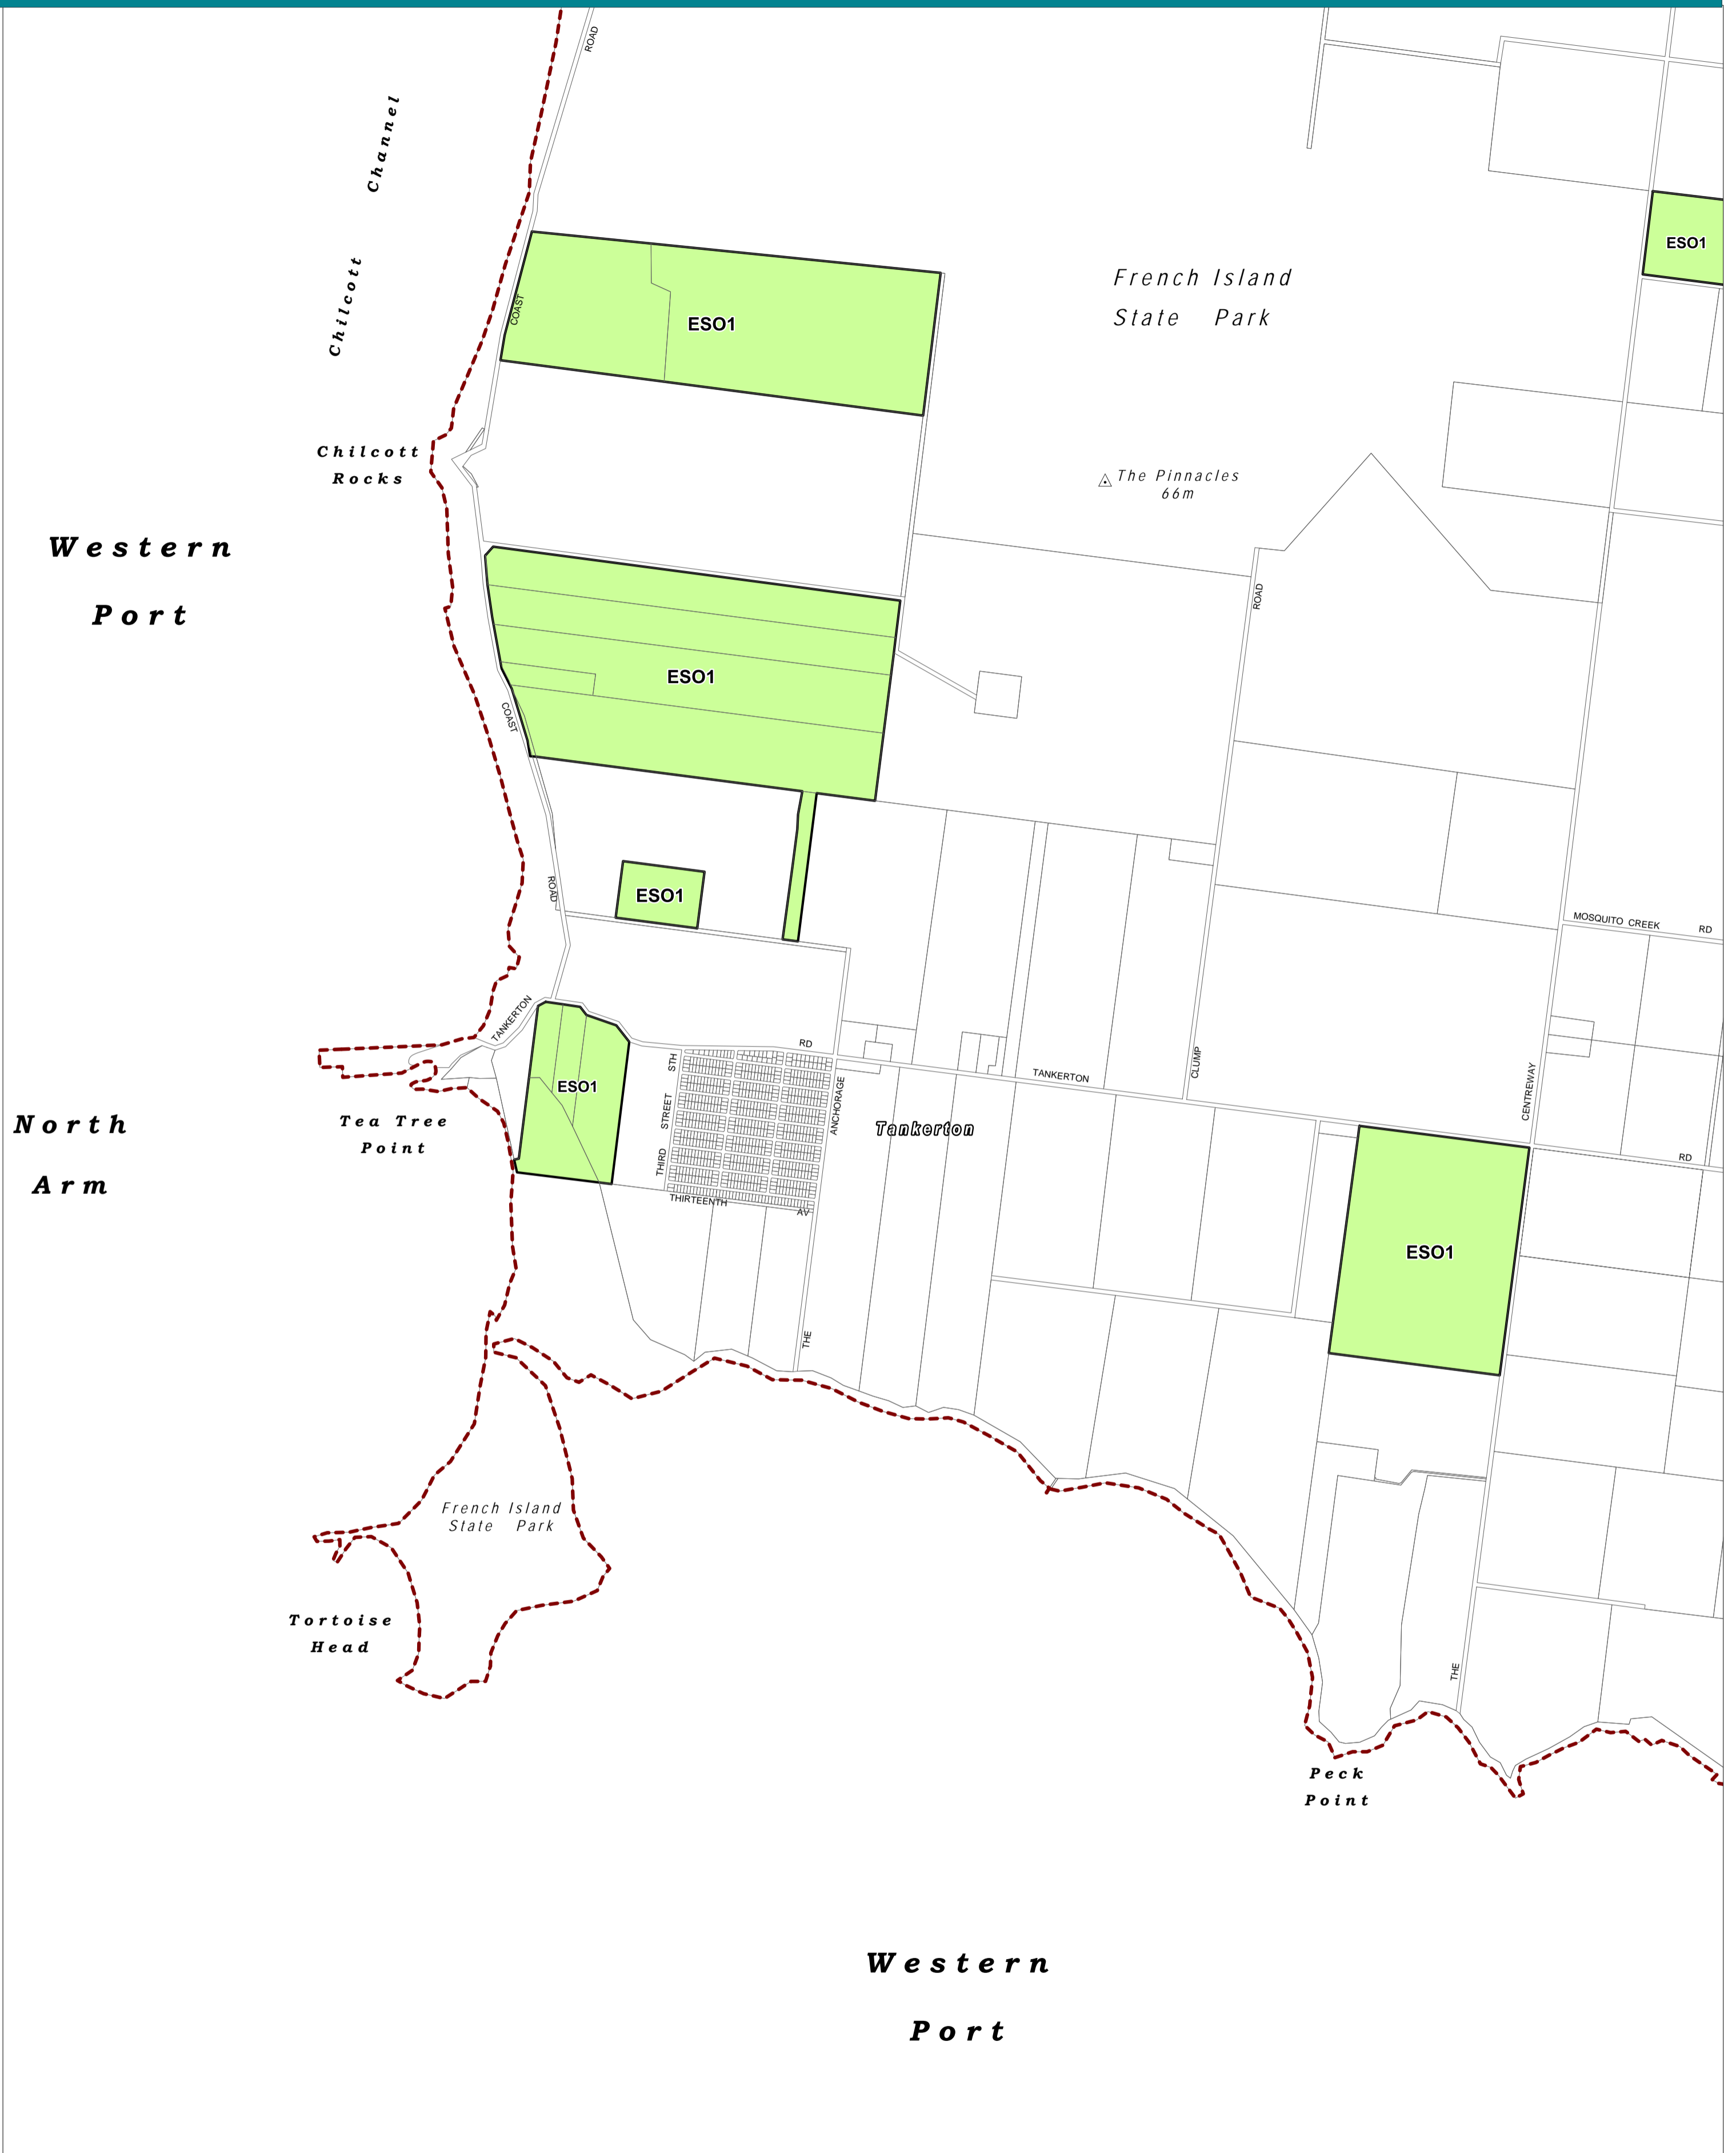 ROAD
Channel
Chilcott
ESO1
COAST
ESO1
French Island
State Park
Chilcott
Rocks
The Pinnacles
66m
Western
Port
ROAD
ESO1
COAST
ROAD
ESO1
MOSQUITO CREEK RD
TANKERTON
RD
STH
ESO1
TANKERTON
CLUMP
CENTREWAY
North
Arm
Tea Tree
Point
STREET
ANCHORAGE
Tankerton
THIRD
RD
THIRTEENTH
AV
ESO1
THE
French Island
State Park
Tortoise
Head
THE
Peck
Point
Western
Port